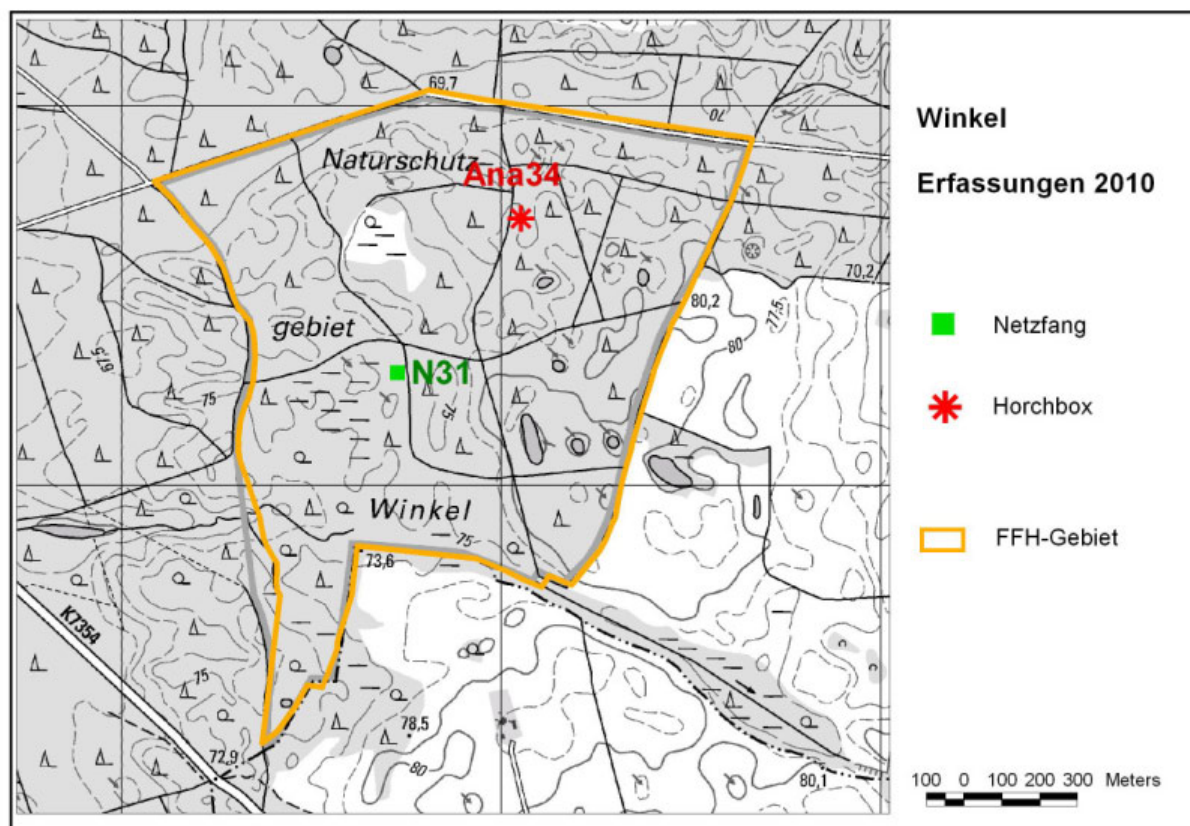 69,7
70
Naturschutz
Ana34
70,2
80,2
77,5
80
gebiet
67,5
75
N31
75
Winkel
75
73,6
K7354
75
78,5
72,9
80
80,1
Winkel
Erfassungen 2010
Netzfang
Horchbox
FFH-Gebiet
100 0 100 200 300 Meters